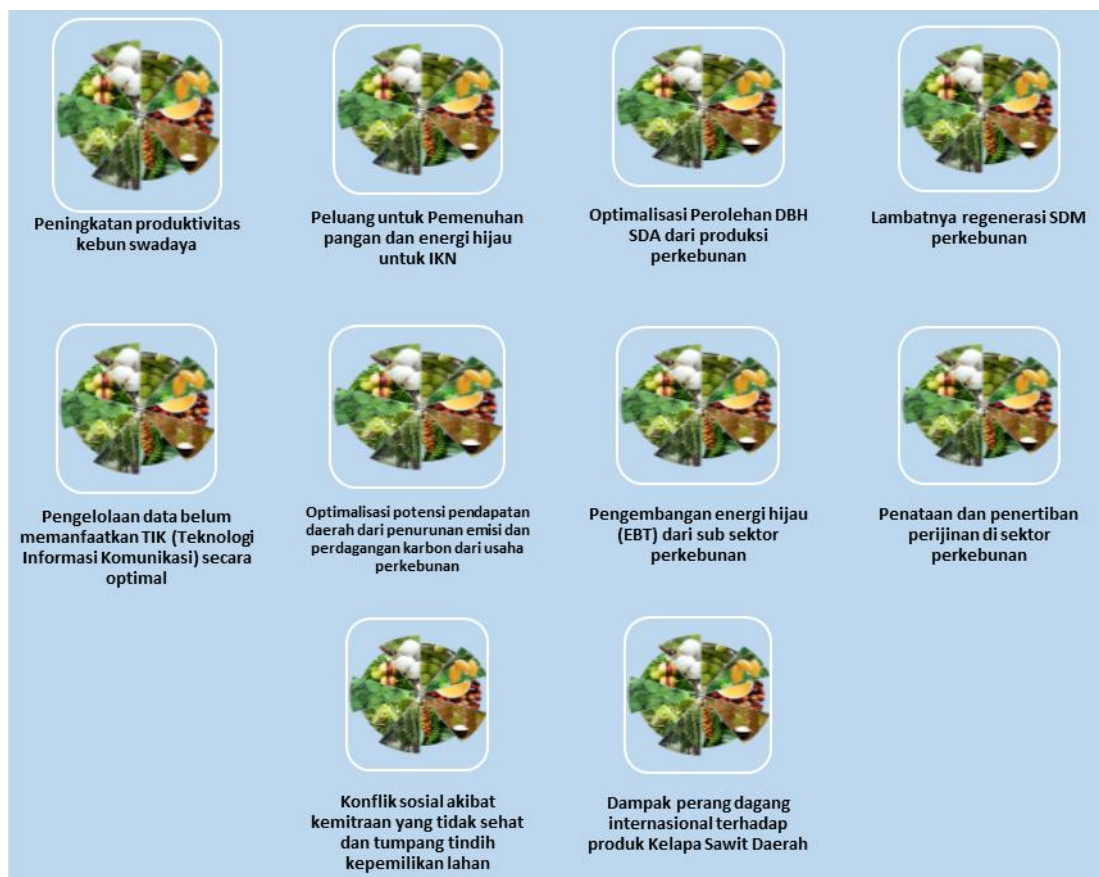 Peningkatan produktivitas
kebun swadaya
Peluang untuk Pemenuhan
pangan dan energi hijau
untuk IKN
Optimalisasi Perolehan DBH
SDA dari produksi
perkebunan
Lambatnya regenerasi SDM
perkebunan
Pengelolaan data belum
memanfaatkan TIK (Teknologi
Informasi Komunikasi) secara
optimal
Optimalisasi potensi pendapatan
daerah dari penurunan emisi dan
perdagangan karbon dari usaha
perkebunan
Pengembangan energi hijau
(EBT) dari sub sektor
perkebunan
Penataan dan penertiban
perijinan di sektor
perkebunan
Konflik sosial akibat
kemitraan yang tidak sehat
dan tumpang tindih
kepemilikan lahan
Dampak perang dagang
internasional terhadap
produk Kelapa Sawit Daerah